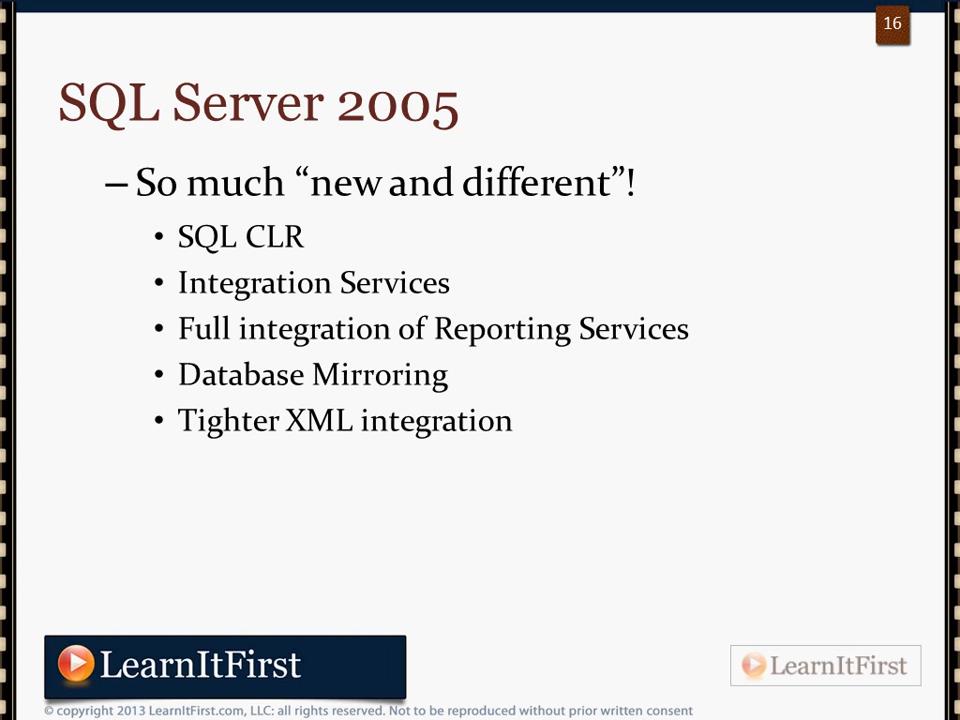 16
SQL Server 2005
– So much “new and different”!
• SQL CLR
• Integration Services
• Full integration of Reporting Services
• Database Mirroring
• Tighter XML integration
LearnItFirst
LearnItFirst
© copyright 2013 LearnItFirst.com, LLC: all rights reserved. Not to be reproduced without prior written consent